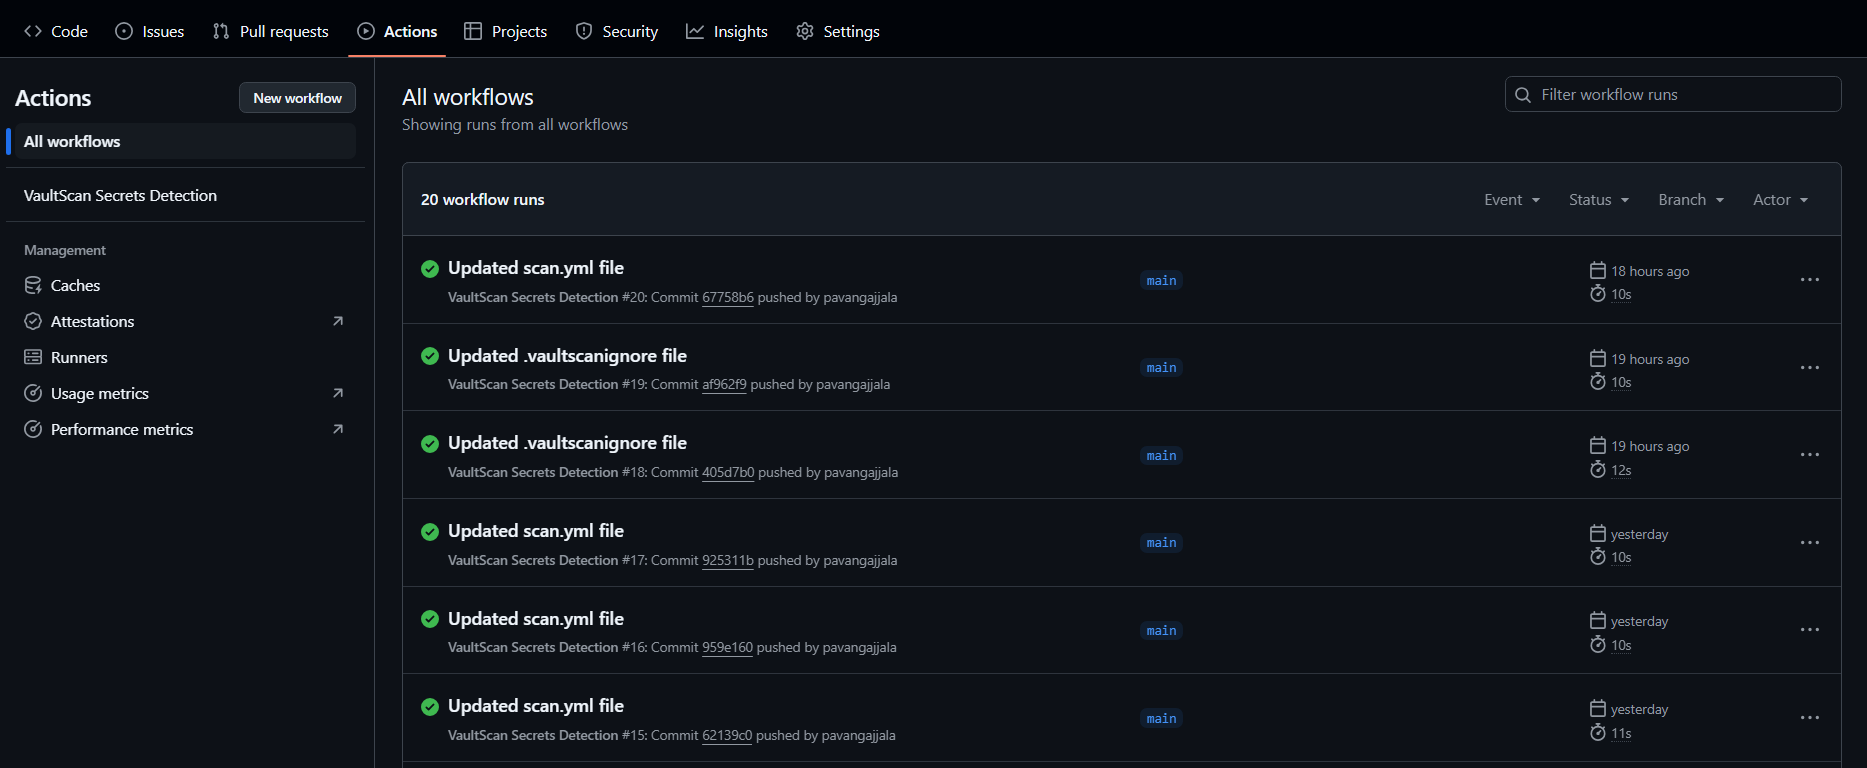 Code Issues Pull requests Actions Projects Security Insights Settings
Actions
New workflow
All workflows
VaultScan Secrets Detection
Management
Caches
Attestations
Runners
Usage metrics
Performance metrics
All workflows
Showing runs from all workflows
Filter workflow runs
20 workflow runs
Event Status Branch Actor
Updated scan.yml file
VaultScan Secrets Detection #20: Commit 67758b6 pushed by pavangajjala
main
18 hours ago
10s
Updated .vaultscanignore file
VaultScan Secrets Detection #19: Commit af962f9 pushed by pavangajjala
main
19 hours ago
10s
Updated .vaultscanignore file
VaultScan Secrets Detection #18: Commit 405d7b0 pushed by pavangajjala
main
19 hours ago
12s
Updated scan.yml file
VaultScan Secrets Detection #17: Commit 925311b pushed by pavangajjala
main
yesterday
10s
Updated scan.yml file
VaultScan Secrets Detection #16: Commit 959e160 pushed by pavangajjala
main
yesterday
10s
Updated scan.yml file
VaultScan Secrets Detection #15: Commit 62139c0 pushed by pavangajjala
main
yesterday
11s